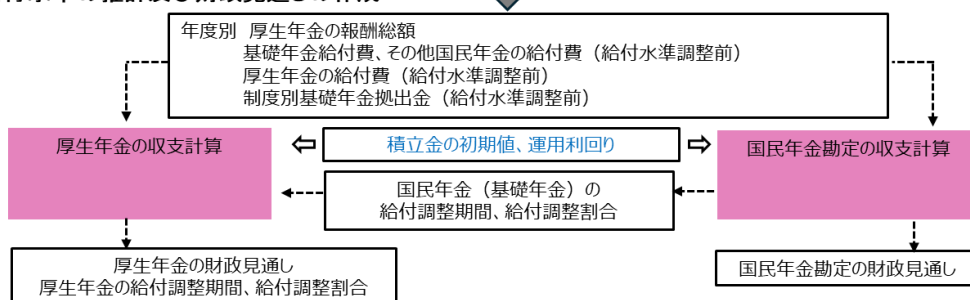 年度別 厚生年金の報酬総額
基礎年金給付費、その他国民年金の給付費（給付水準調整前）
厚生年金の給付費（給付水準調整前）
制度別基礎年金拠出金（給付水準調整前）
厚生年金の収支計算
積立金の初期値、運用利回り
国民年金勘定の収支計算
国民年金（基礎年金）の
給付調整期間、給付調整割合
厚生年金の財政見通し
厚生年金の給付調整期間、給付調整割合
国民年金勘定の財政見通し